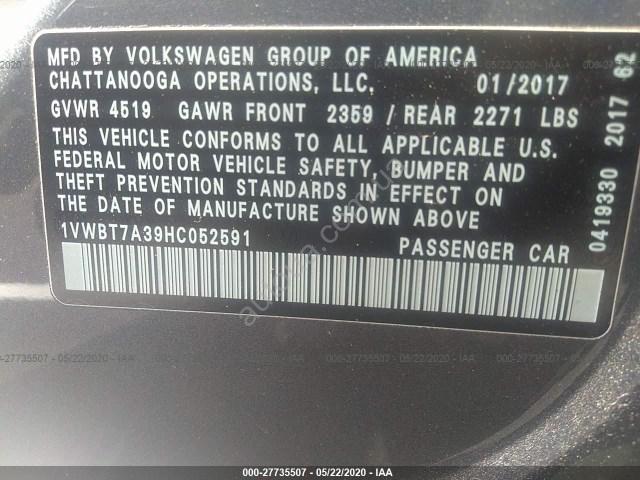 MFD BY VOLKSWAGEN GROUP OF AMERICA
CHATTANOOGA OPERATIONS, LLC, 01/2017
GVWR 4519 GAWR FRONT 2359 / REAR 2271 LBS
THIS VEHICLE CONFORMS TO ALL APPLICABLE U.S.
FEDERAL MOTOR VEHICLE SAFETY, BUMPER AND
THEFT PREVENTION STANDARDS IN EFFECT ON
THE DATE OF MANUFACTURE SHOWN ABOVE
1VWBT7A39HC052591 PASSENGER CAR
0419330 2017 62
000-27735507 - 05/22/2020 - IAA